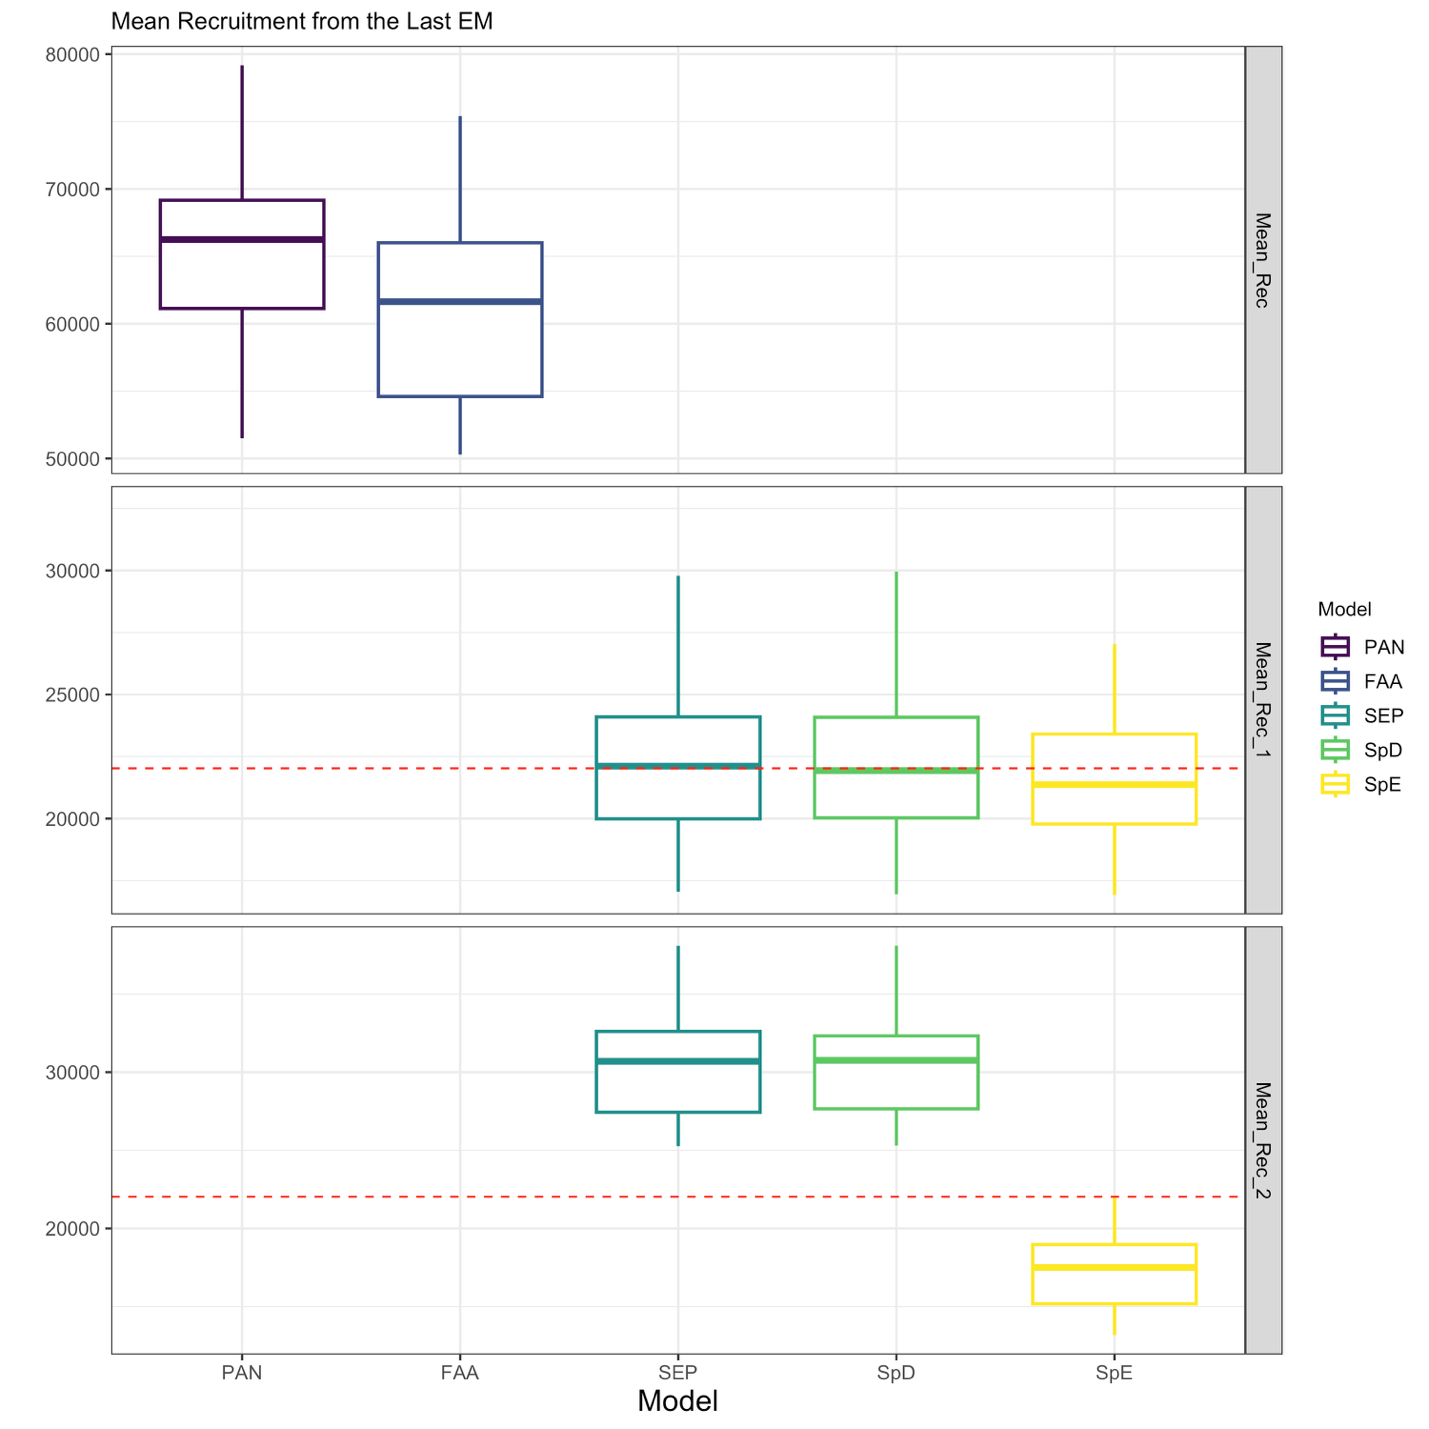 Mean Recruitment from the Last EM
80000
70000
60000
50000
Mean_Rec
30000
25000
20000
Mean_Rec_1
30000
20000
Mean_Rec_2
PAN
FAA
SEP
SpD
SpE
Model
Model
PAN
FAA
SEP
SpD
SpE